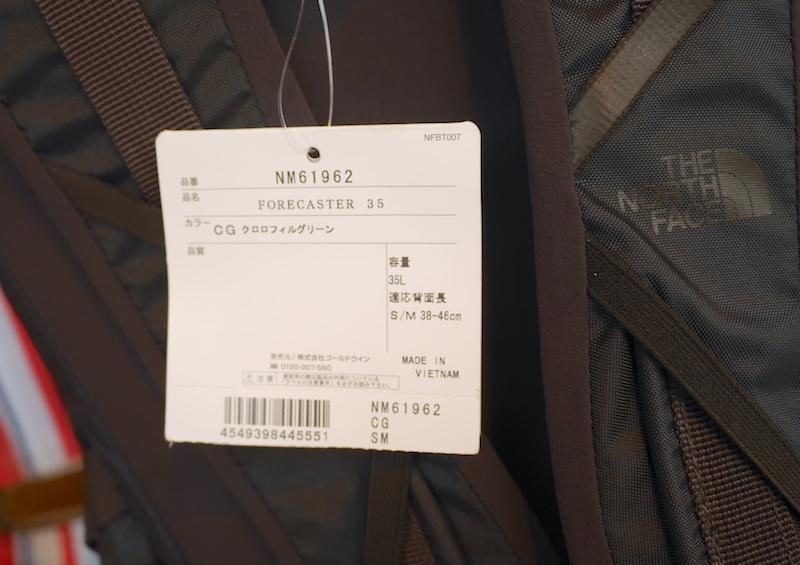 NFBT007
品番 NM61962
品名 FORECASTER 35
カラー CG クロロフィルグリーン
品質
容量
35L
適応背面長
S/M 38-46cm
発売元/株式会社ゴールドウイン
☎0120-307-560
MADE IN
VIETNAM
注意
NM61962
CG
SM
4549398445551
THE
NORTH
FACE